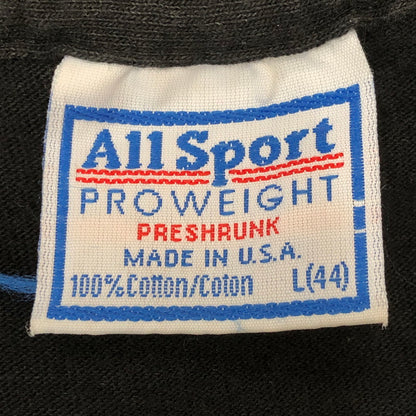 All Sport
PROWEIGHT
PRESHRUNK
MADE IN U.S.A.
100% Cotton/Coton L(44)